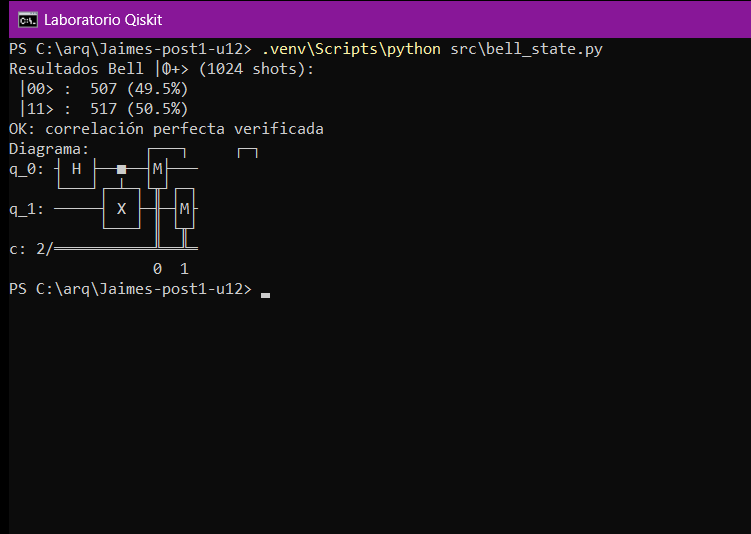 Laboratorio Qiskit
PS C:\arq\Jaimes-post1-u12> .venv\Scripts\python src\bell_state.py
Resultados Bell |Φ+> (1024 shots):
 |00> :  507 (49.5%)
 |11> :  517 (50.5%)
OK: correlación perfecta verificada
Diagrama:      ┌───┐     ┌─┐
q_0: ┤ H ├──■──┤M├───
     └───┘┌─┴─┐└╥┘┌─┐
q_1: ─────┤ X ├─╫─┤M├
          └───┘ ║ └╥┘
c: 2/═══════════╩══╩═
                0  1
PS C:\arq\Jaimes-post1-u12>